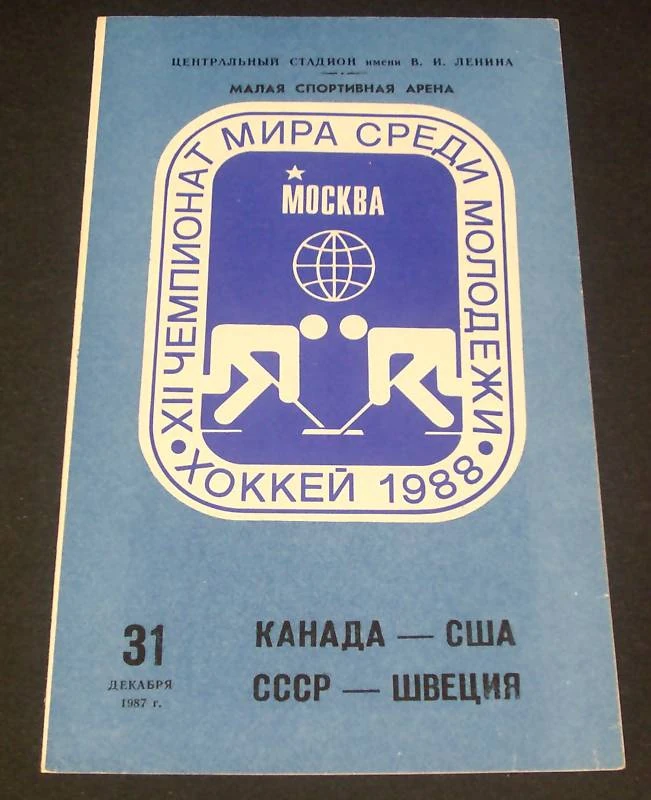 ЦЕНТРАЛЬНЫЙ СТАДИОН имени В. И. ЛЕНИНА
МАЛАЯ СПОРТИВНАЯ АРЕНА
• XII ЧЕМПИОНАТ МИРА СРЕДИ МОЛОДЕЖИ •
МОСКВА
ХОККЕЙ 1988
31
ДЕКАБРЯ
1987 г.
КАНАДА — США
СССР — ШВЕЦИЯ